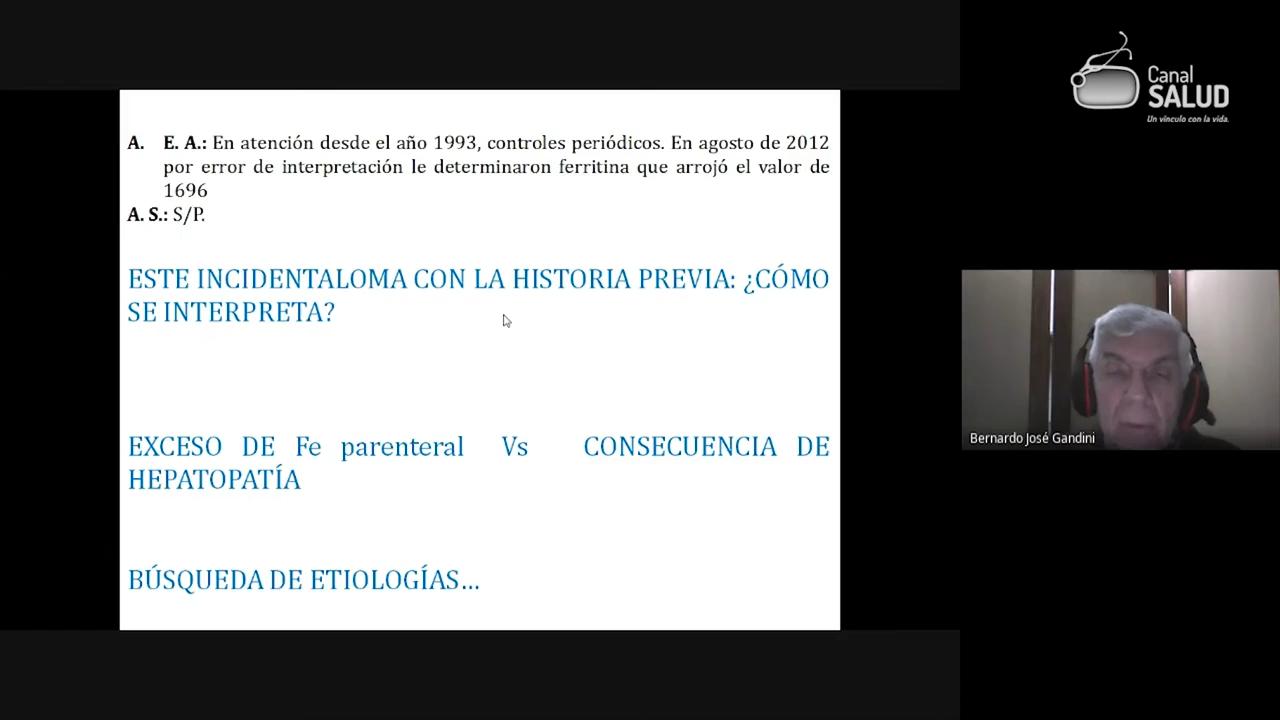 Canal
SALUD
Un vínculo con la vida.
A. E. A.: En atención desde el año 1993, controles periódicos. En agosto de 2012
por error de interpretación le determinaron ferritina que arrojó el valor de
1696
A. S.: S/P.
ESTE INCIDENTALOMA CON LA HISTORIA PREVIA: ¿CÓMO
SE INTERPRETA?
EXCESO DE Fe parenteral Vs CONSECUENCIA DE
HEPATOPATÍA
BÚSQUEDA DE ETIOLOGÍAS...
Bernardo José Gandini